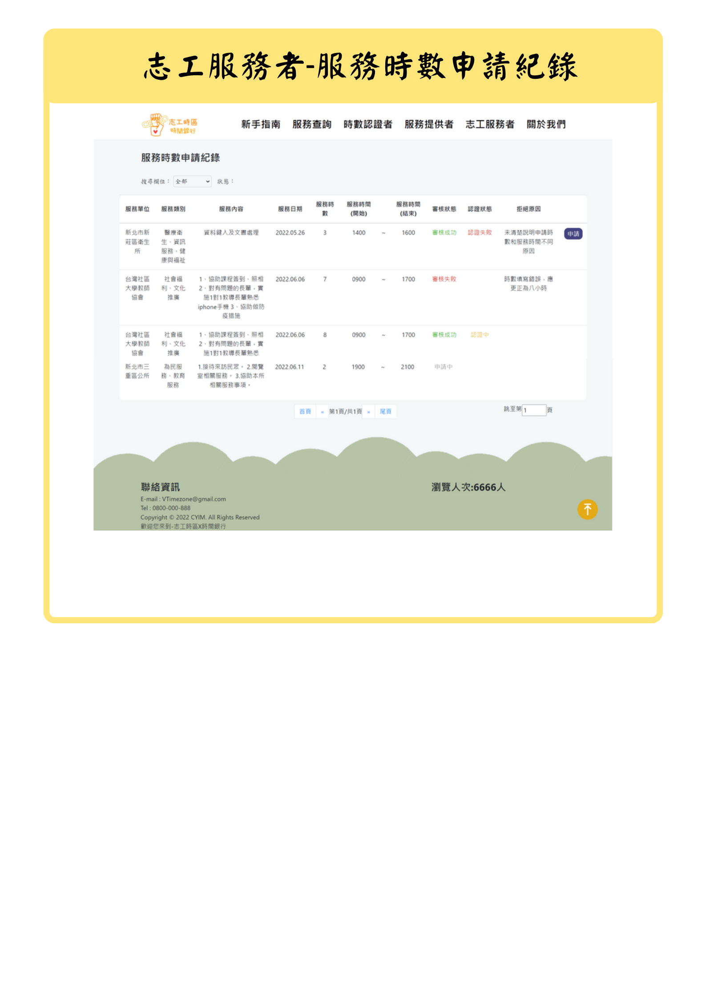 志工服務者-服務時數申請紀錄
志工時區
時間銀行
新手指南 服務查詢 時數認證者 服務提供者 志工服務者 關於我們
服務時數申請紀錄
搜尋欄位： 全部 狀態：
服務單位 服務類別 服務內容 服務日期 服務時 服務時間 服務時間 審核狀態 認證狀態 拒絕原因
數 (開始) (結束)
新北市新 醫療衛 資料鍵入及文書處理 2022.05.26 3 1400 ~ 1600 審核成功 認證失敗 未清楚說明申請時 申請
莊區衛生 生、資訊 數和服務時間不同
所 服務、健 原因
康與福祉
台灣社區 社會福 1、協助課程簽到、照相 2022.06.06 7 0900 ~ 1700 審核失敗 時數填寫錯誤，應
大學教師 利、文化 2、對有問題的長輩，實 更正為八小時
協會 推廣 施1對1教導長輩熟悉
iphone手機 3、協助做防
疫措施
台灣社區 社會福 1、協助課程簽到、照相 2022.06.06 8 0900 ~ 1700 審核成功 認證中
大學教師 利、文化 2、對有問題的長輩，實
協會 推廣 施1對1教導長輩熟悉
新北市三 為民服 1.接待來訪民眾。 2.閱覽 2022.06.11 2 1900 ~ 2100 申請中
重區公所 務、教育 室相關服務。 3.協助本所
服務 相關服務事項。
首頁 « 第1頁/共1頁 » 尾頁 跳至第 1 頁
聯絡資訊 瀏覽人次:6666人
E-mail : VTimezone@gmail.com
Tel : 0800-000-888
Copyright © 2022 CYIM. All Rights Reserved
歡迎您來到-志工時區X時間銀行